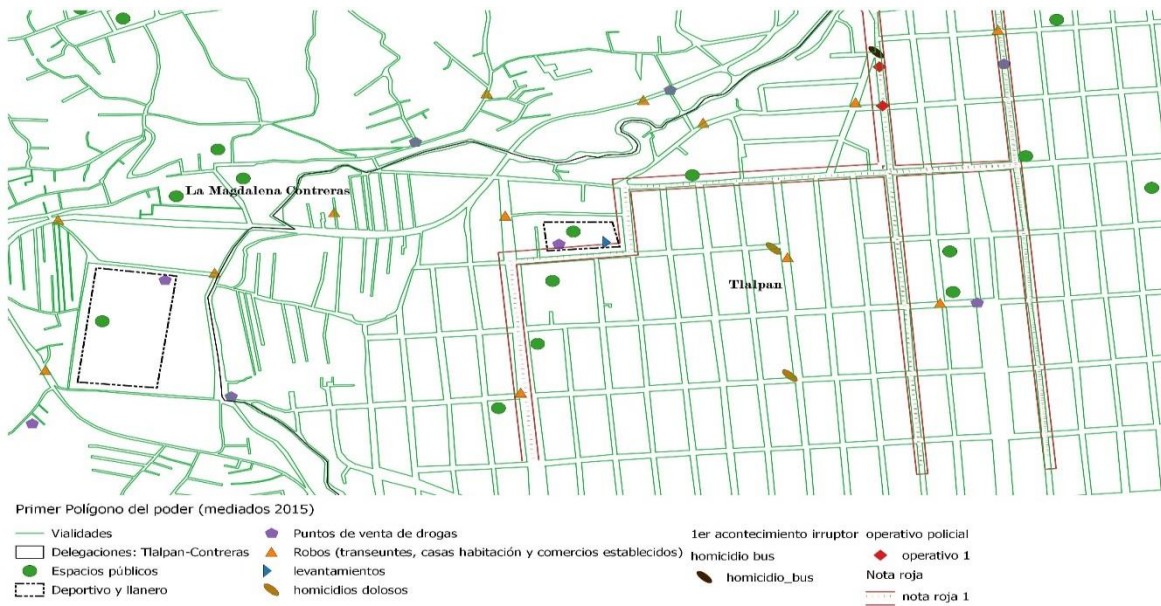 La Magdalena Contreras
Tlalpan
Primer Polígono del poder (mediados 2015)
Vialidades
Delegaciones: Tlalpan-Contreras
Espacios públicos
Deportivo y llanero
Puntos de venta de drogas
Robos (transeuntes, casas habitación y comercios establecidos)
levantamientos
homicidios dolosos
1er acontecimiento irruptor
homicidio bus
homicidio_bus
operativo policial
operativo 1
Nota roja
nota roja 1